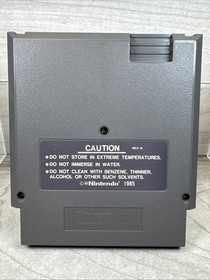 CAUTION REV-A
•DO NOT STORE IN EXTREME TEMPERATURES.
•DO NOT IMMERSE IN WATER.
•DO NOT CLEAN WITH BENZENE, THINNER,
ALCOHOL OR OTHER SUCH SOLVENTS.
©®Nintendo 1985